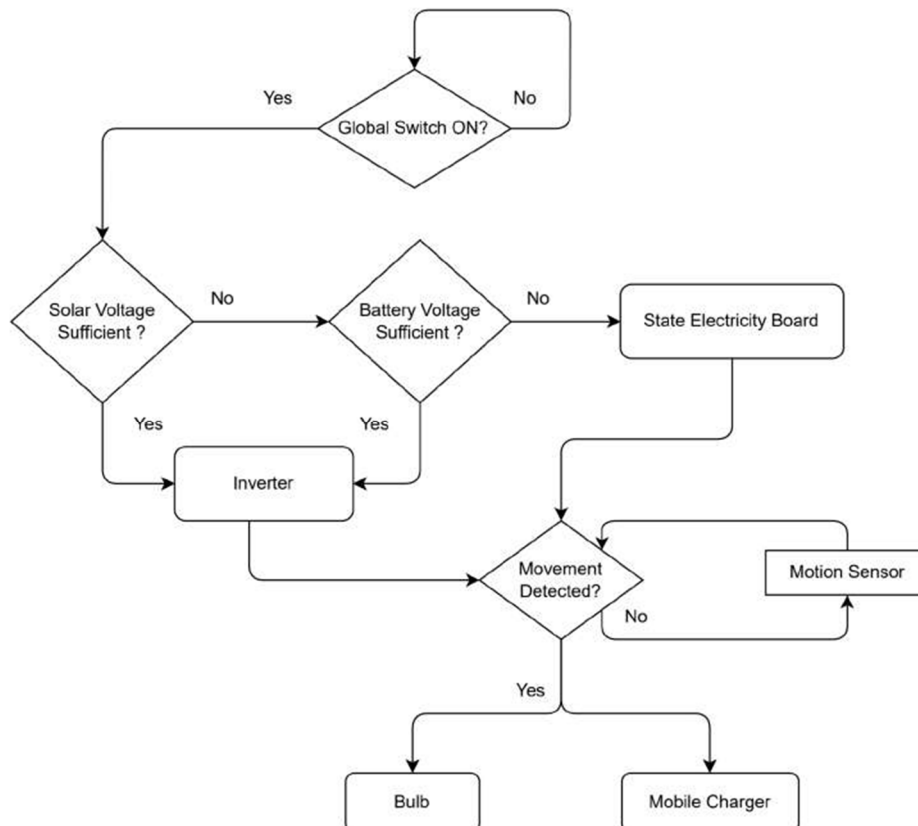 Yes
No
Global Switch ON?
Solar Voltage
Sufficient ?
No
Battery Voltage
Sufficient ?
No
State Electricity Board
Yes
Yes
Inverter
Movement
Detected?
Motion Sensor
No
Yes
Bulb
Mobile Charger